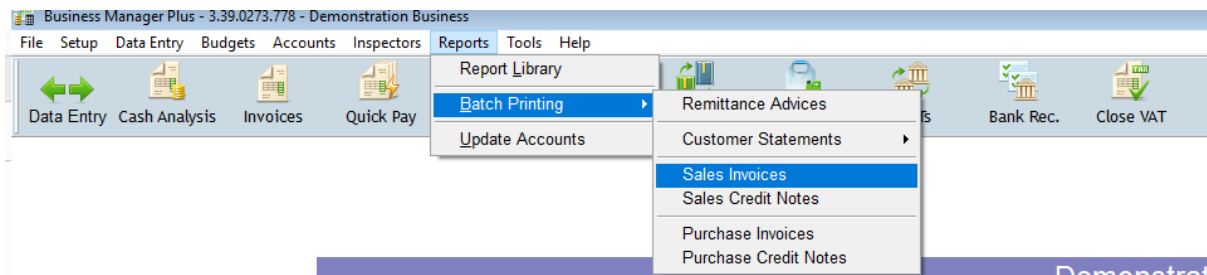 Business Manager Plus - 3.39.0273.778 - Demonstration Business
File Setup Data Entry Budgets Accounts Inspectors Reports Tools Help
Report Library
Batch Printing
Update Accounts
Remittance Advices
Customer Statements
Sales Invoices
Sales Credit Notes
Purchase Invoices
Purchase Credit Notes
Data Entry Cash Analysis Invoices Quick Pay Bank Rec. Close VAT
TAX